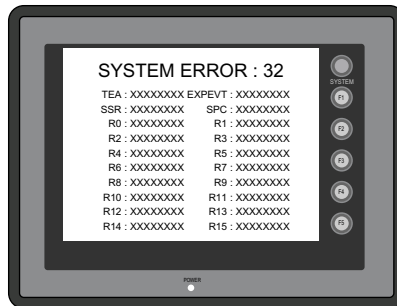 SYSTEM ERROR : 32
TEA : XXXXXXXX EXPEVT : XXXXXXXX
SSR : XXXXXXXX SPC : XXXXXXXX
R0 : XXXXXXXX R1 : XXXXXXXX
R2 : XXXXXXXX R3 : XXXXXXXX
R4 : XXXXXXXX R5 : XXXXXXXX
R6 : XXXXXXXX R7 : XXXXXXXX
R8 : XXXXXXXX R9 : XXXXXXXX
R10 : XXXXXXXX R11 : XXXXXXXX
R12 : XXXXXXXX R13 : XXXXXXXX
R14 : XXXXXXXX R15 : XXXXXXXX
SYSTEM
F1
F2
F3
F4
F5
POWER